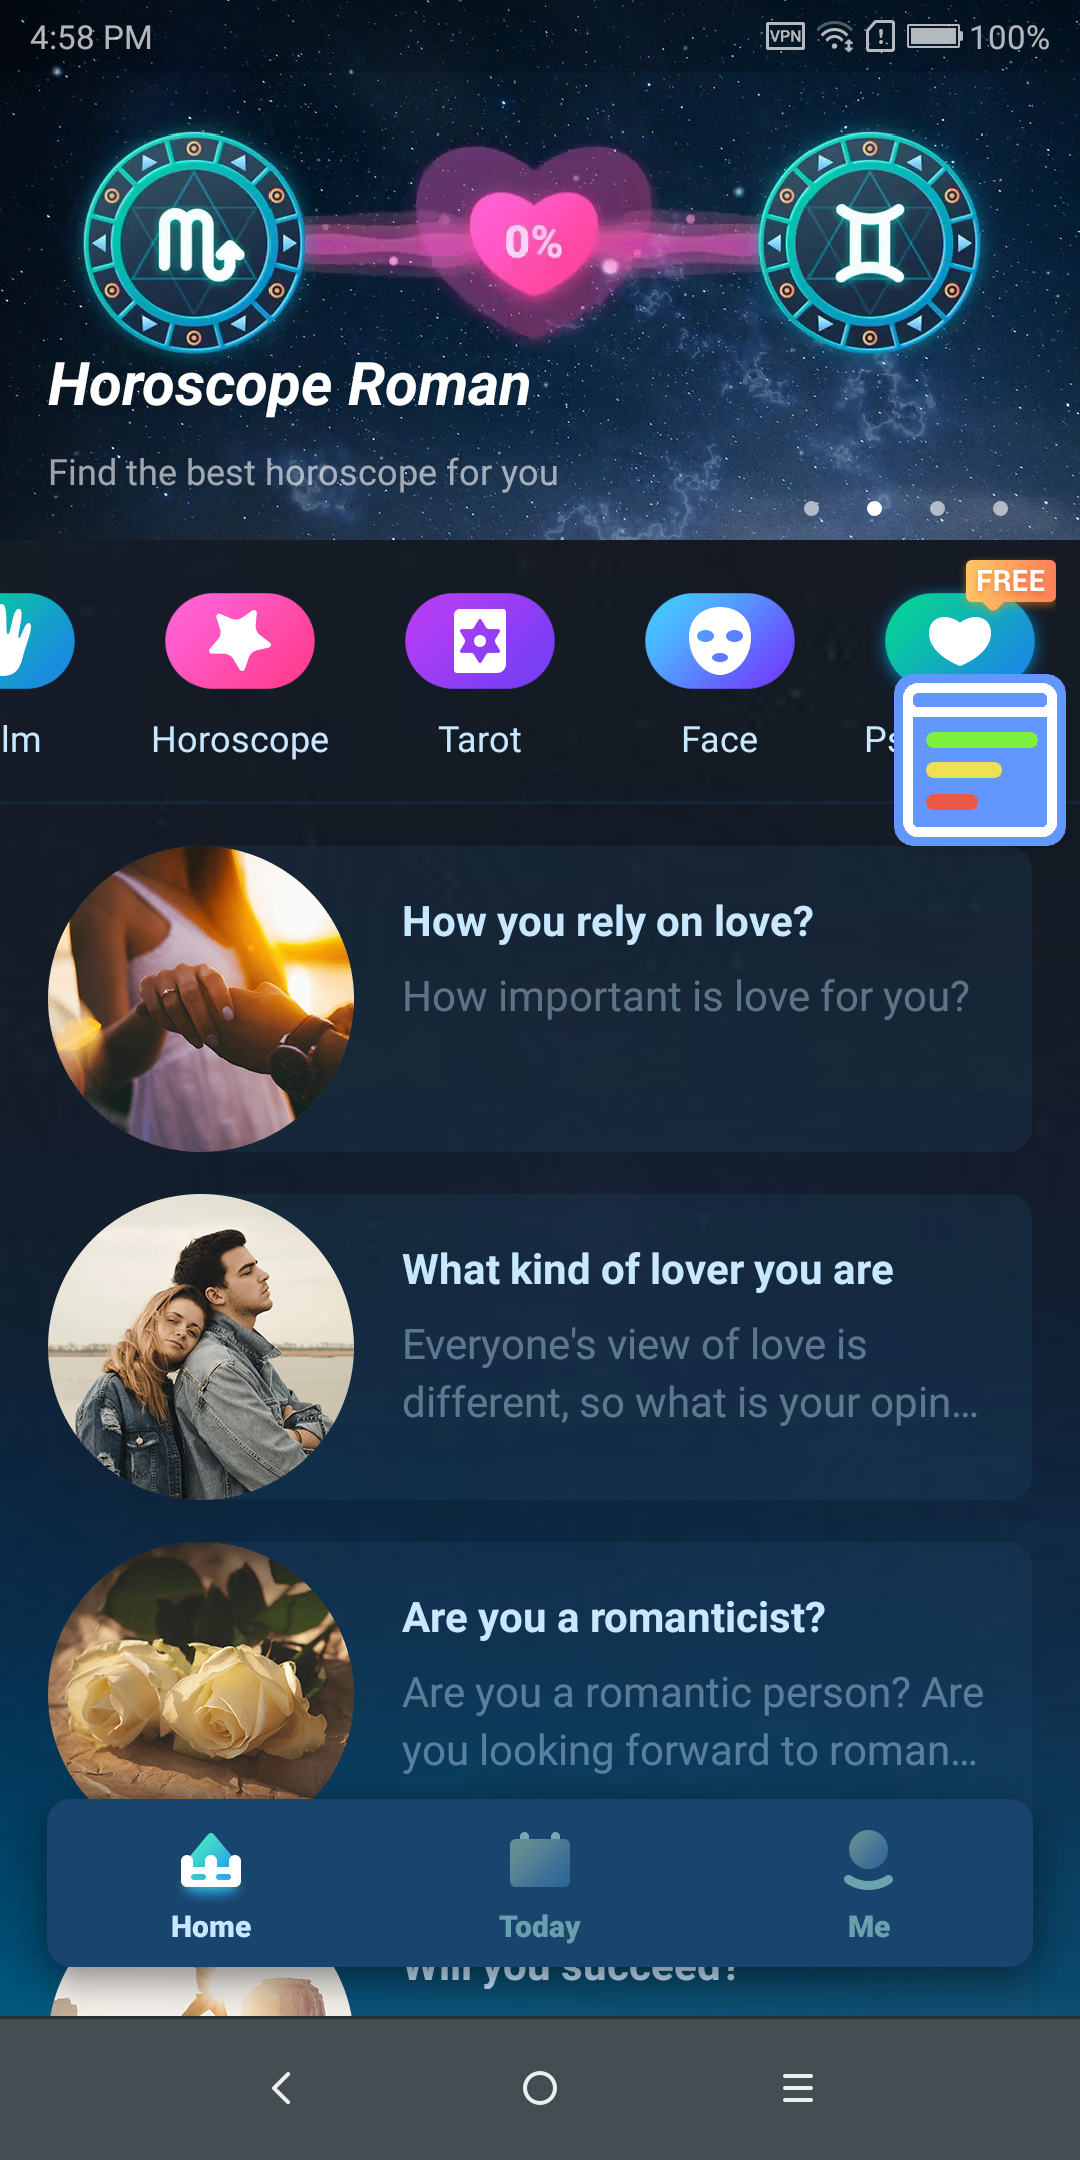 4:58 PM
VPN
100%
0%
Horoscope Roman
Find the best horoscope for you
FREE
lm
Horoscope
Tarot
Face
How you rely on love?
How important is love for you?
What kind of lover you are
Everyone's view of love is
different, so what is your opin...
Are you a romanticist?
Are you a romantic person? Are
you looking forward to roman...
Home
Today
Me
Will you succeed?